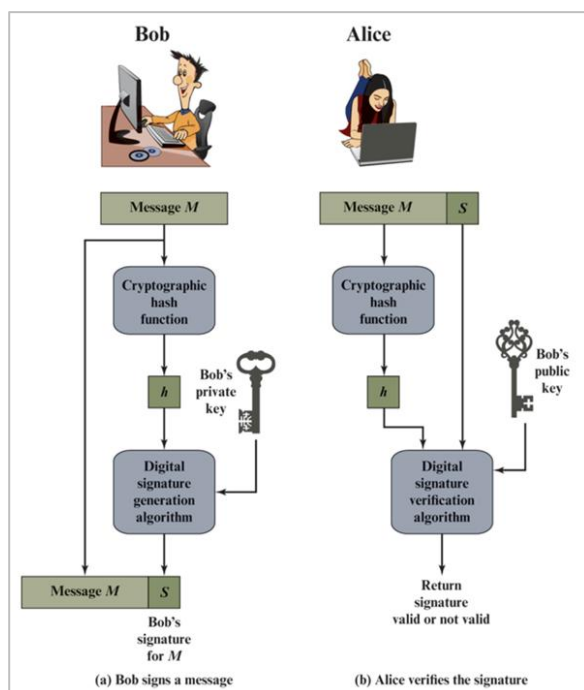 Bob
Message M
Cryptographic
hash
function
h
Bob's
private
key
Digital
signature
generation
algorithm
Message M
S
Bob's
signature
for M
(a) Bob signs a message
Alice
Message M
S
Cryptographic
hash
function
h
Bob's
public
key
Digital
signature
verification
algorithm
Return
signature
valid or not valid
(b) Alice verifies the signature